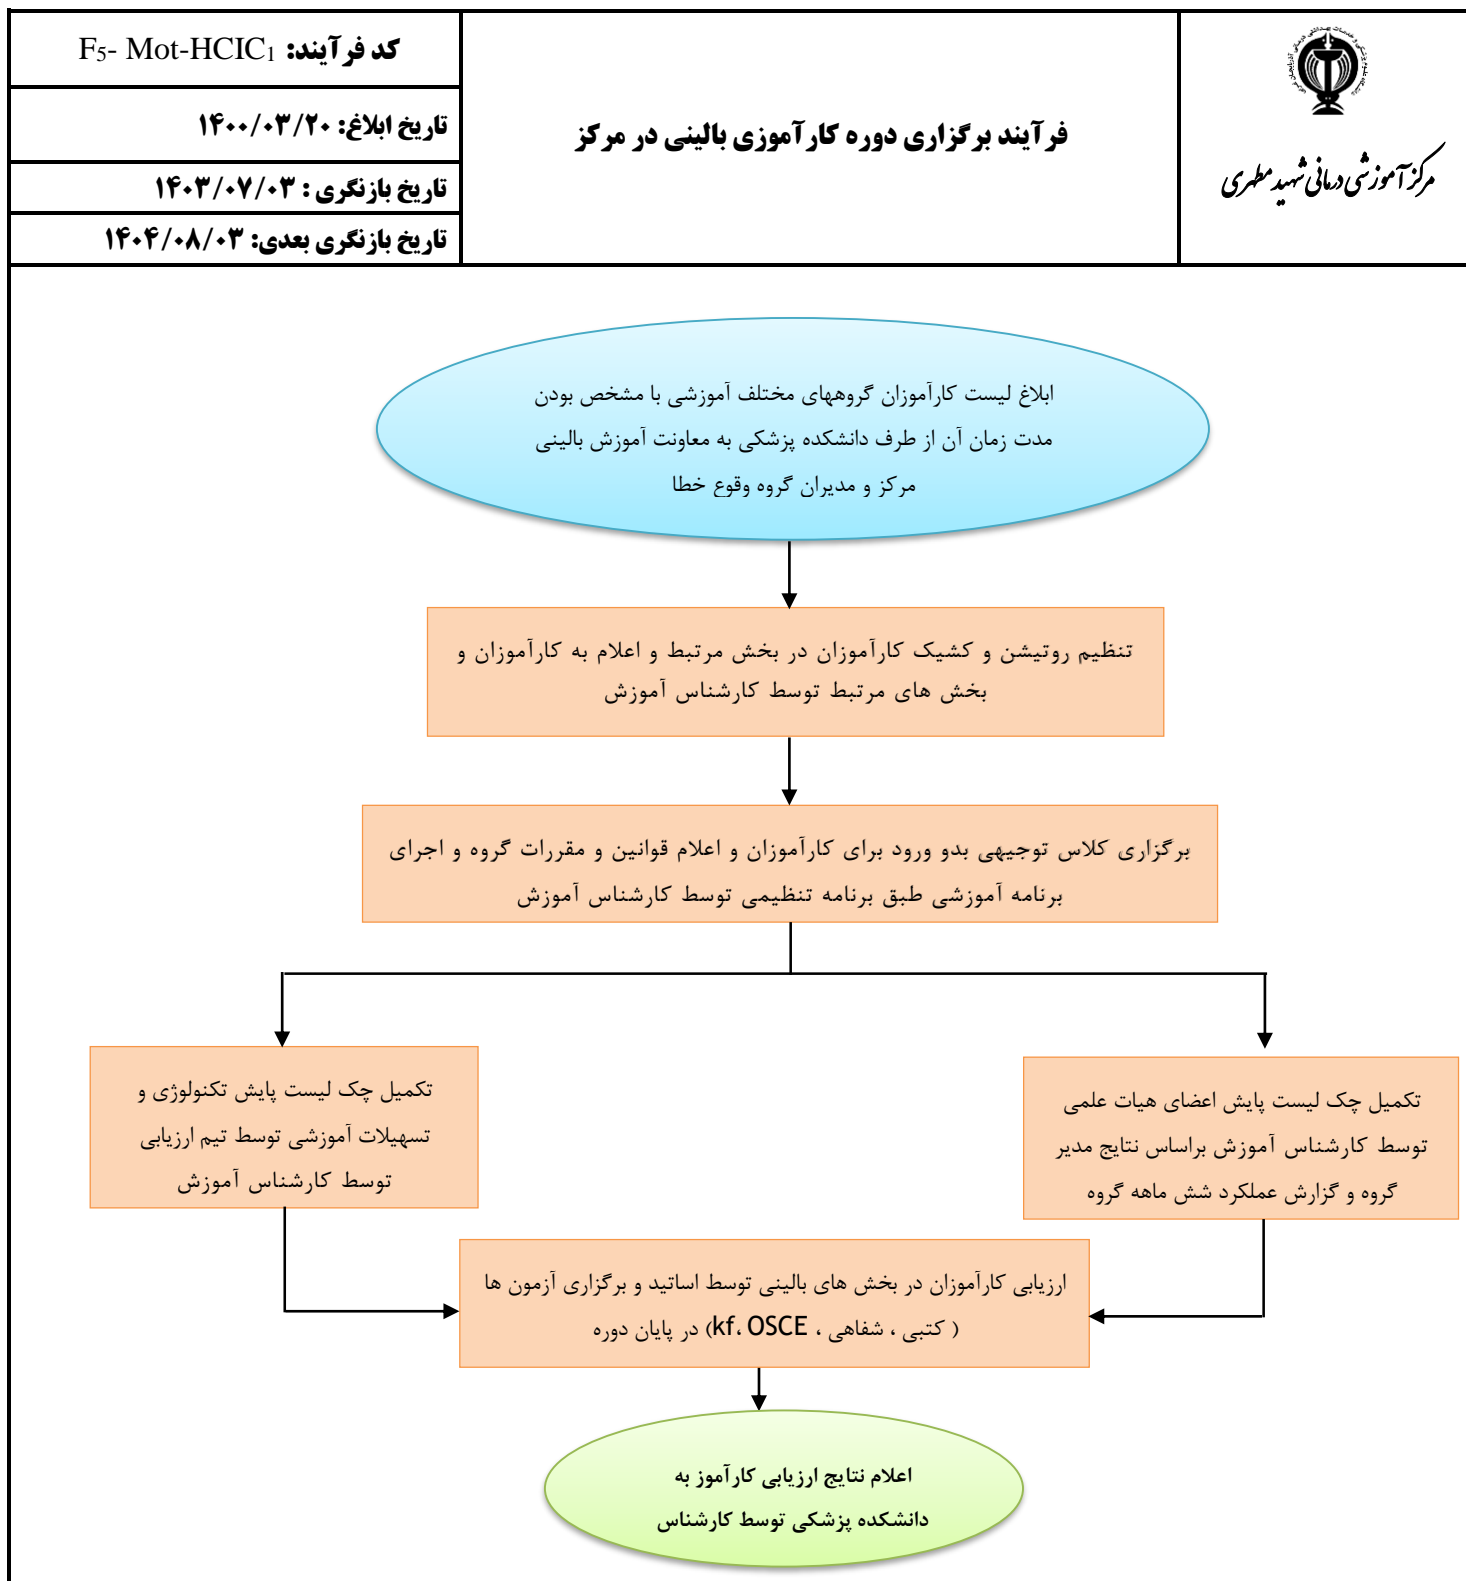 مرکز آموزشی درمانی شهید مطهری
فرآیند برگزاری دوره کارآموزی بالینی در مرکز
کد فرآیند: F5- Mot-HCIC1
تاریخ ابلاغ: ۱۴۰۰/۰۳/۲۰
تاریخ بازنگری : ۱۴۰۳/۰۷/۰۳
تاریخ بازنگری بعدی: ۱۴۰۴/۰۸/۰۳
ابلاغ لیست کارآموزان گروههای مختلف آموزشی با مشخص بودن
مدت زمان آن از طرف دانشکده پزشکی به معاونت آموزش بالینی
مرکز و مدیران گروه وقوع خطا
تنظیم روتیشن و کشیک کارآموزان در بخش مرتبط و اعلام به کارآموزان و
بخش های مرتبط توسط کارشناس آموزش
برگزاری کلاس توجیهی بدو ورود برای کارآموزان و اعلام قوانین و مقررات گروه و اجرای
برنامه آموزشی طبق برنامه تنظیمی توسط کارشناس آموزش
تکمیل چک لیست پایش اعضای هیات علمی
توسط کارشناس آموزش براساس نتایج مدیر
گروه و گزارش عملکرد شش ماهه گروه
تکمیل چک لیست پایش تکنولوژی و
تسهیلات آموزشی توسط تیم ارزیابی
توسط کارشناس آموزش
ارزیابی کارآموزان در بخش های بالینی توسط اساتید و برگزاری آزمون ها
( کتبی ، شفاهی ، kf، OSCE) در پایان دوره
اعلام نتایج ارزیابی کارآموز به
دانشکده پزشکی توسط کارشناس